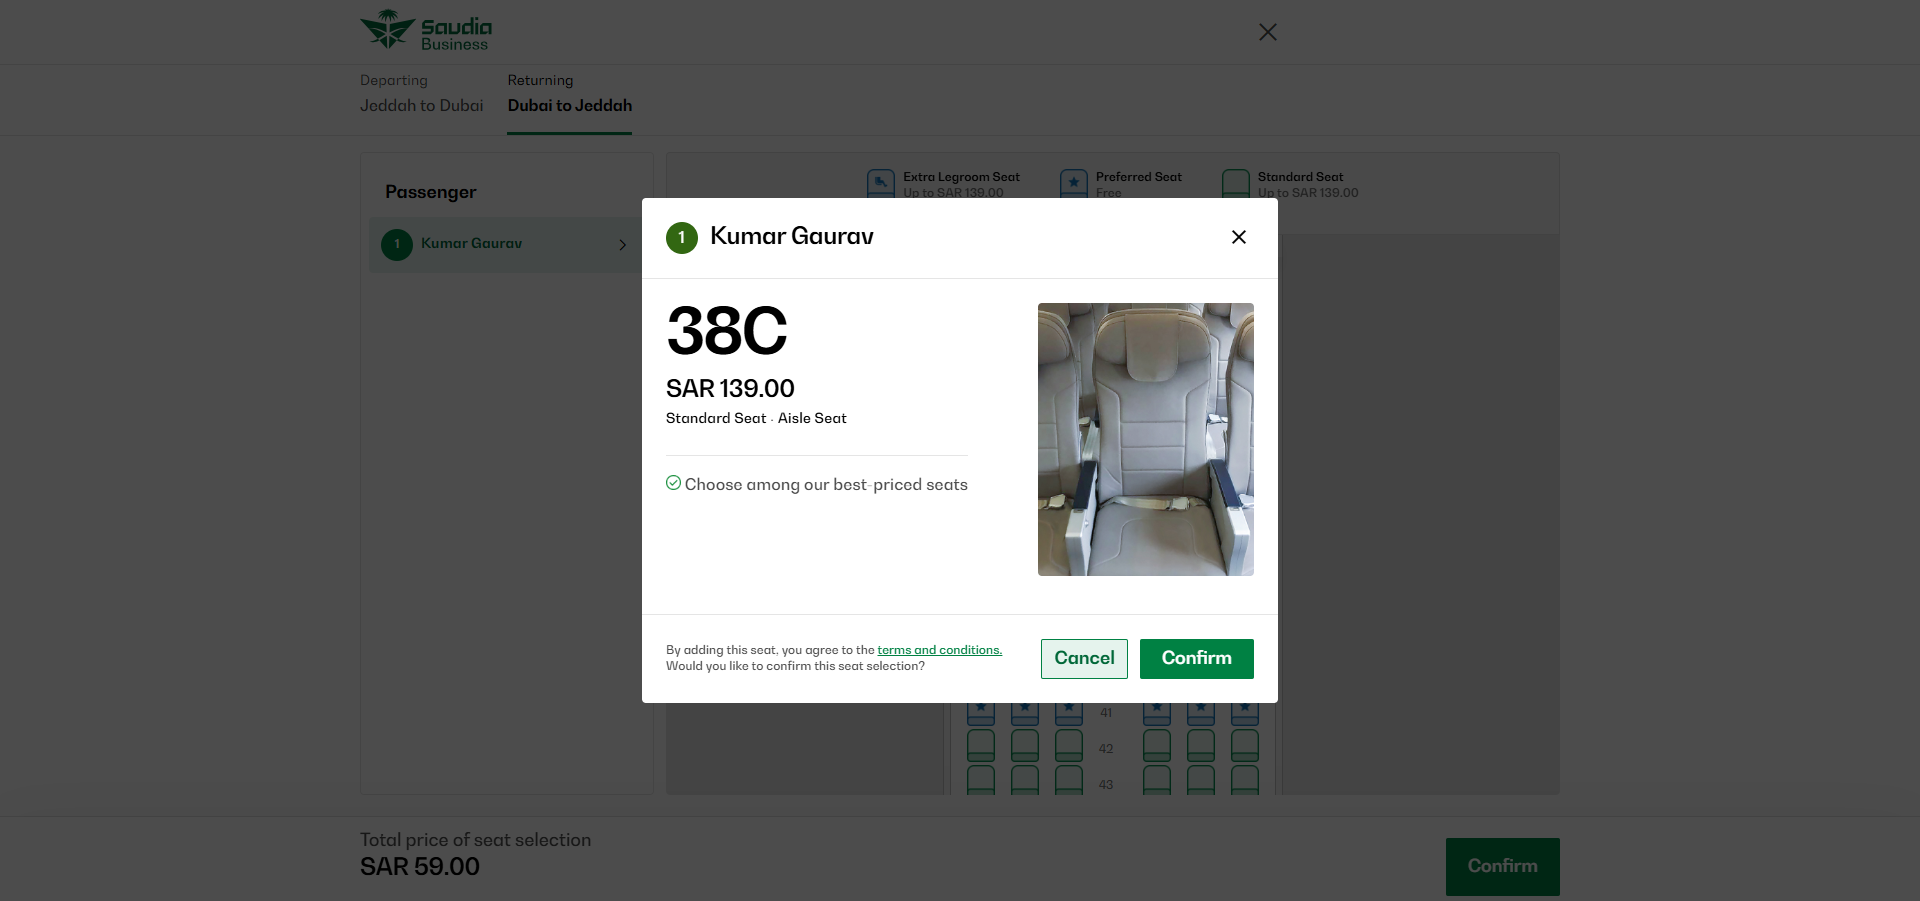 Saudia
Business
Departing
Jeddah to Dubai
Returning
Dubai to Jeddah
Passenger
1 Kumar Gaurav
Extra Legroom Seat
Up to SAR 139.00
Preferred Seat
Free
Standard Seat
Up to SAR 139.00
1 Kumar Gaurav
38C
SAR 139.00
Standard Seat · Aisle Seat
Choose among our best-priced seats
By adding this seat, you agree to the terms and conditions.
Would you like to confirm this seat selection?
Cancel
Confirm
41
42
43
Total price of seat selection
SAR 59.00
Confirm